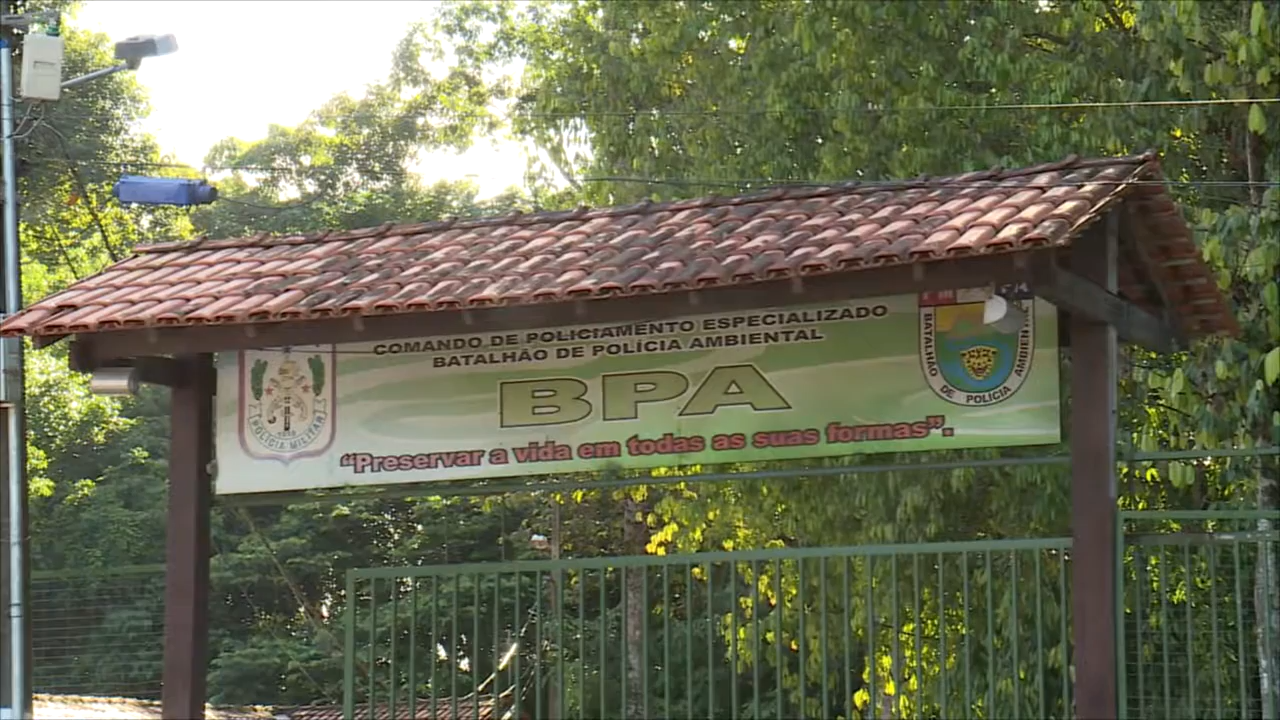 COMANDO DE POLICIAMENTO ESPECIALIZADO
BATALHÃO DE POLÍCIA AMBIENTAL
BPA
“Preservar a vida em todas as suas formas”.
POLÍCIA MILITAR
BATALHÃO DE POLÍCIA AMBIENTAL